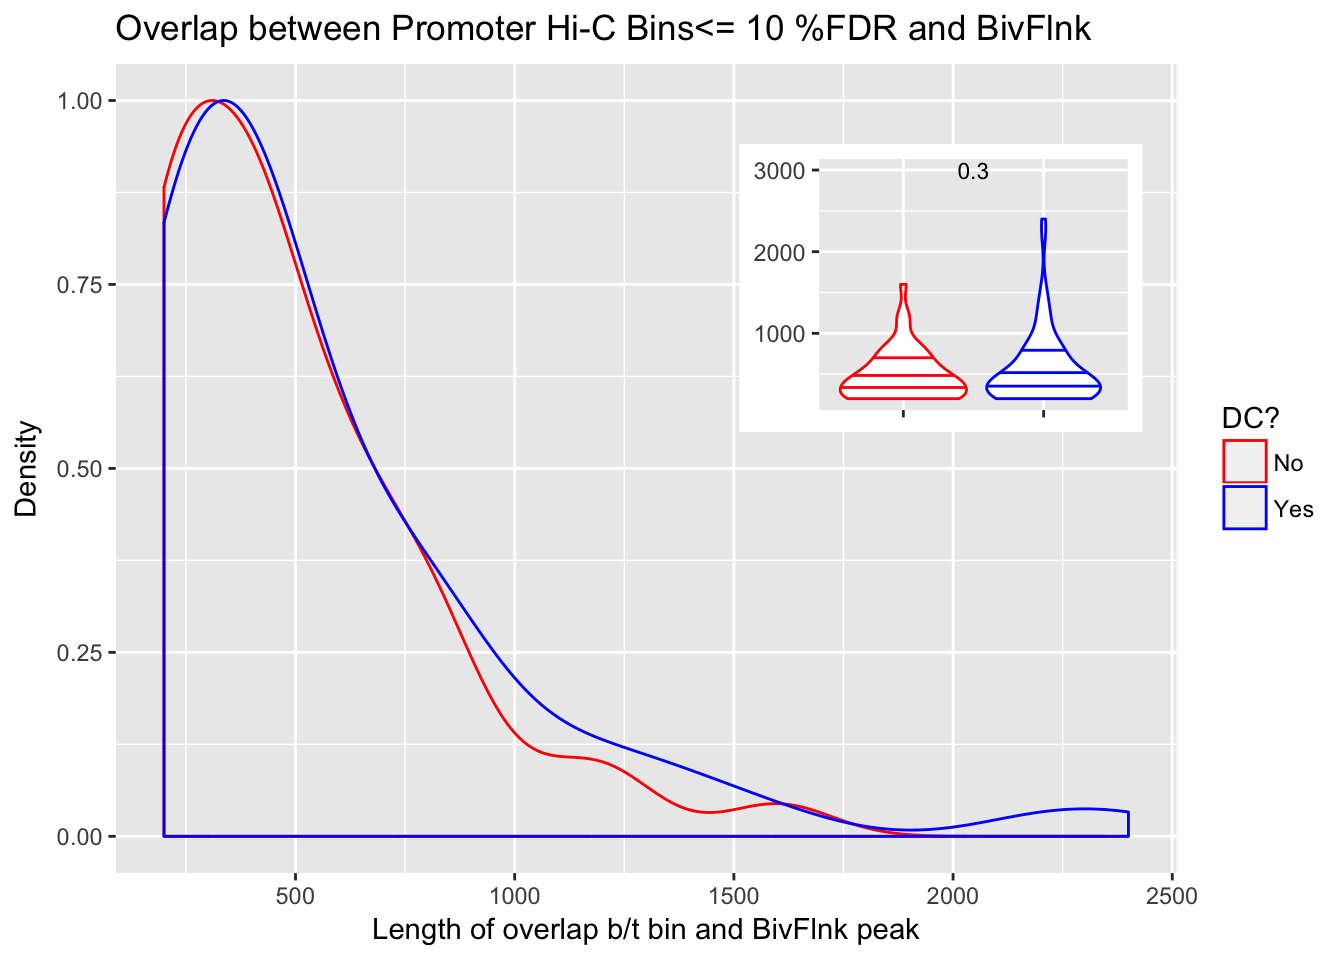 Overlap between Promoter Hi-C Bins<= 10 %FDR and BivFlnk
1.00
0.75
0.50
0.25
0.00
Density
3000
2000
1000
0.3
DC?
No
Yes
500
1000
1500
2000
2500
Length of overlap b/t bin and BivFlnk peak